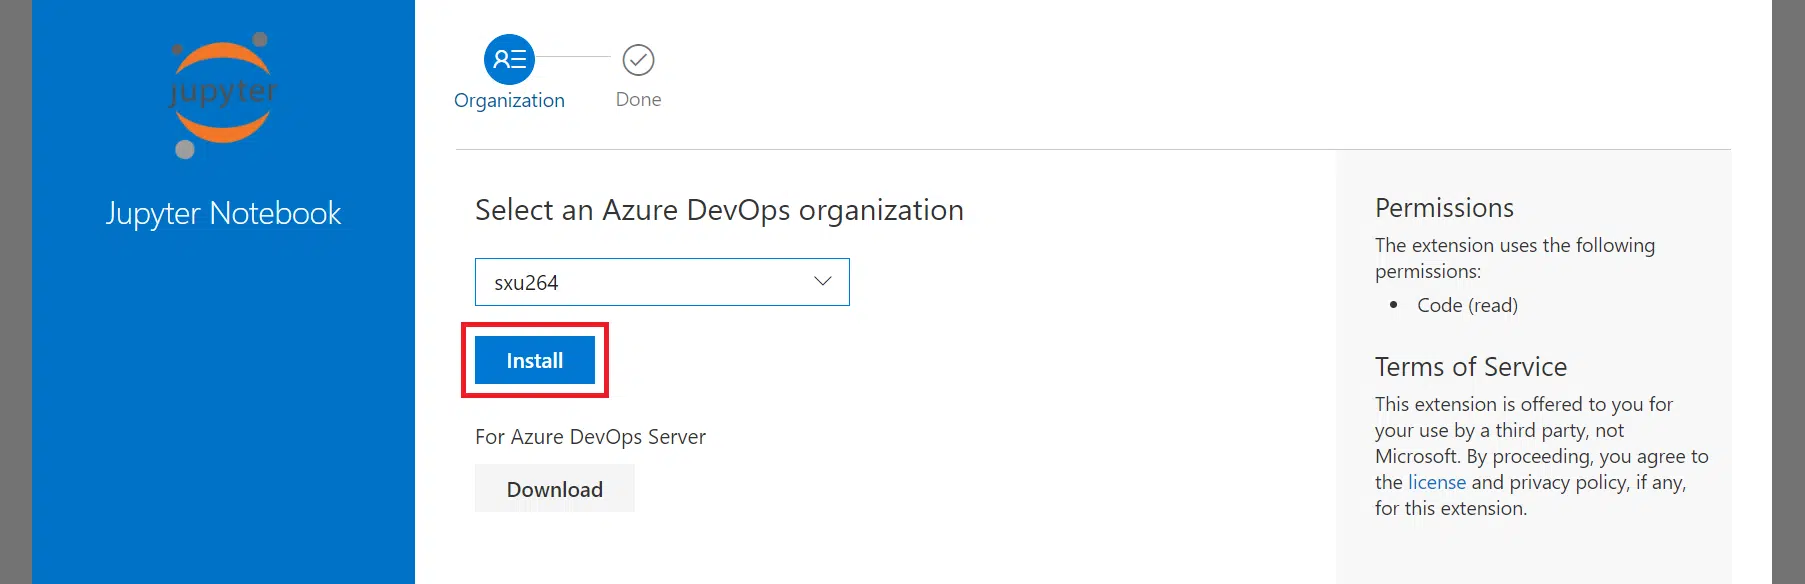 jupyter
Jupyter Notebook
Organization
Done
Select an Azure DevOps organization
sxu264
Install
For Azure DevOps Server
Download
Permissions
The extension uses the following
permissions:
• Code (read)
Terms of Service
This extension is offered to you for
your use by a third party, not
Microsoft. By proceeding, you agree to
the license and privacy policy, if any,
for this extension.